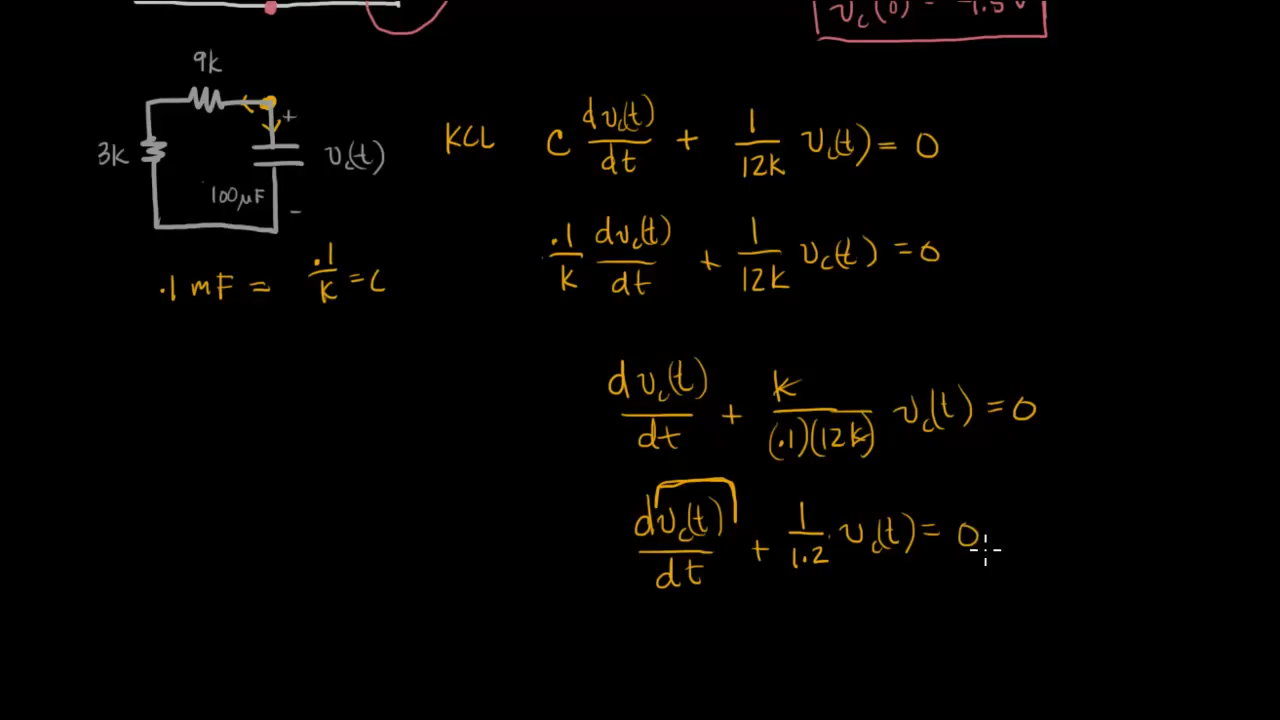 9k
3k
+
v_c(t)
100μF
−
.1 mF = .1/k = C
KCL C dv_c(t)/dt + 1/12k v_c(t) = 0
.1/k dv_c(t)/dt + 1/12k v_c(t) = 0
dv_c(t)/dt + k/(.1)(12k) v_c(t) = 0
dv_c(t)/dt + 1/1.2 v_c(t) = 0